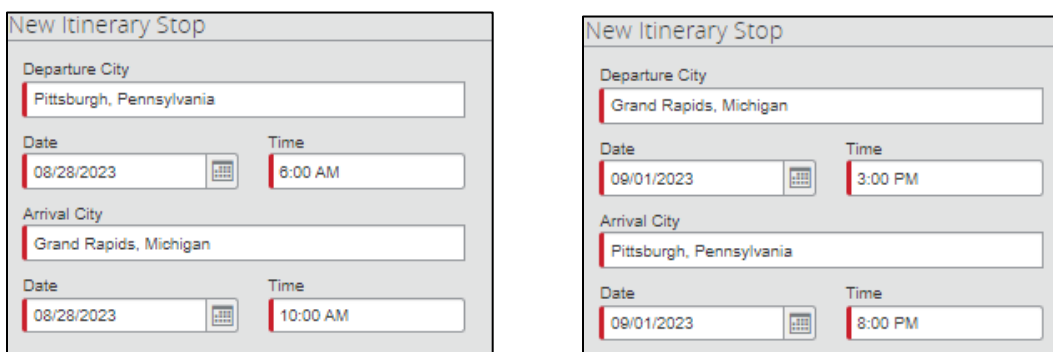 New Itinerary Stop
Departure City
Pittsburgh, Pennsylvania
Date Time
08/28/2023 6:00 AM
Arrival City
Grand Rapids, Michigan
Date Time
08/28/2023 10:00 AM
New Itinerary Stop
Departure City
Grand Rapids, Michigan
Date Time
09/01/2023 3:00 PM
Arrival City
Pittsburgh, Pennsylvania
Date Time
09/01/2023 8:00 PM